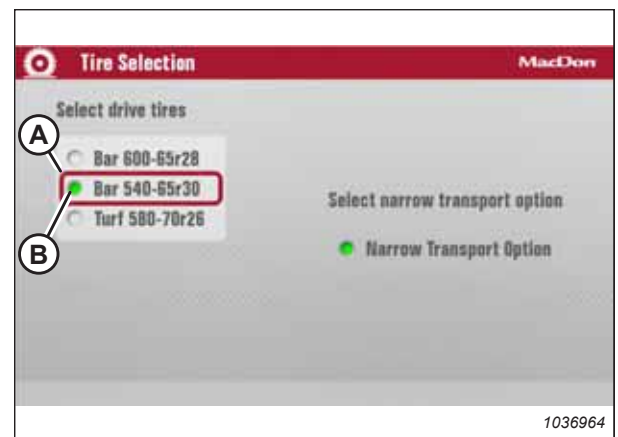 Tire Selection
MacDon
Select drive tires
A
Bar 600-65r28
Bar 540-65r30
Turf 580-70r26
B
Select narrow transport option
Narrow Transport Option
1036964